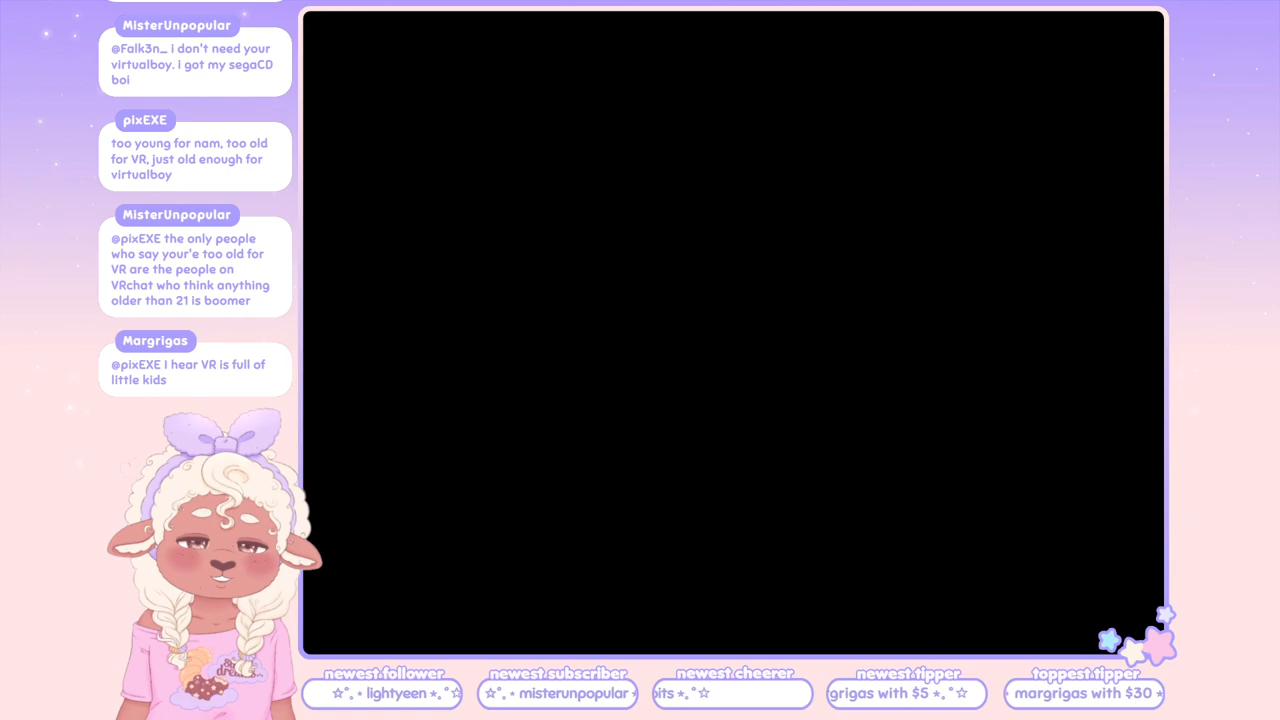 MisterUnpopular
@Falk3n_ i don't need your
virtualboy. i got my segaCD
boi
pixEXE
too young for nam, too old
for VR, just old enough for
virtualboy
MisterUnpopular
@pixEXE the only people
who say your'e too old for
VR are the people on
VRchat who think anything
older than 21 is boomer
Margrigas
@pixEXE I hear VR is full of
little kids
newest follower
☆˚｡⋆ lightyeen ⋆｡˚☆
newest subscriber
☆˚｡⋆ misterunpopular ⋆
newest cheerer
bits ⋆｡˚☆
newest tipper
grigas with $5 ⋆｡˚☆
toppest tipper
⋆ margrigas with $30 ⋆